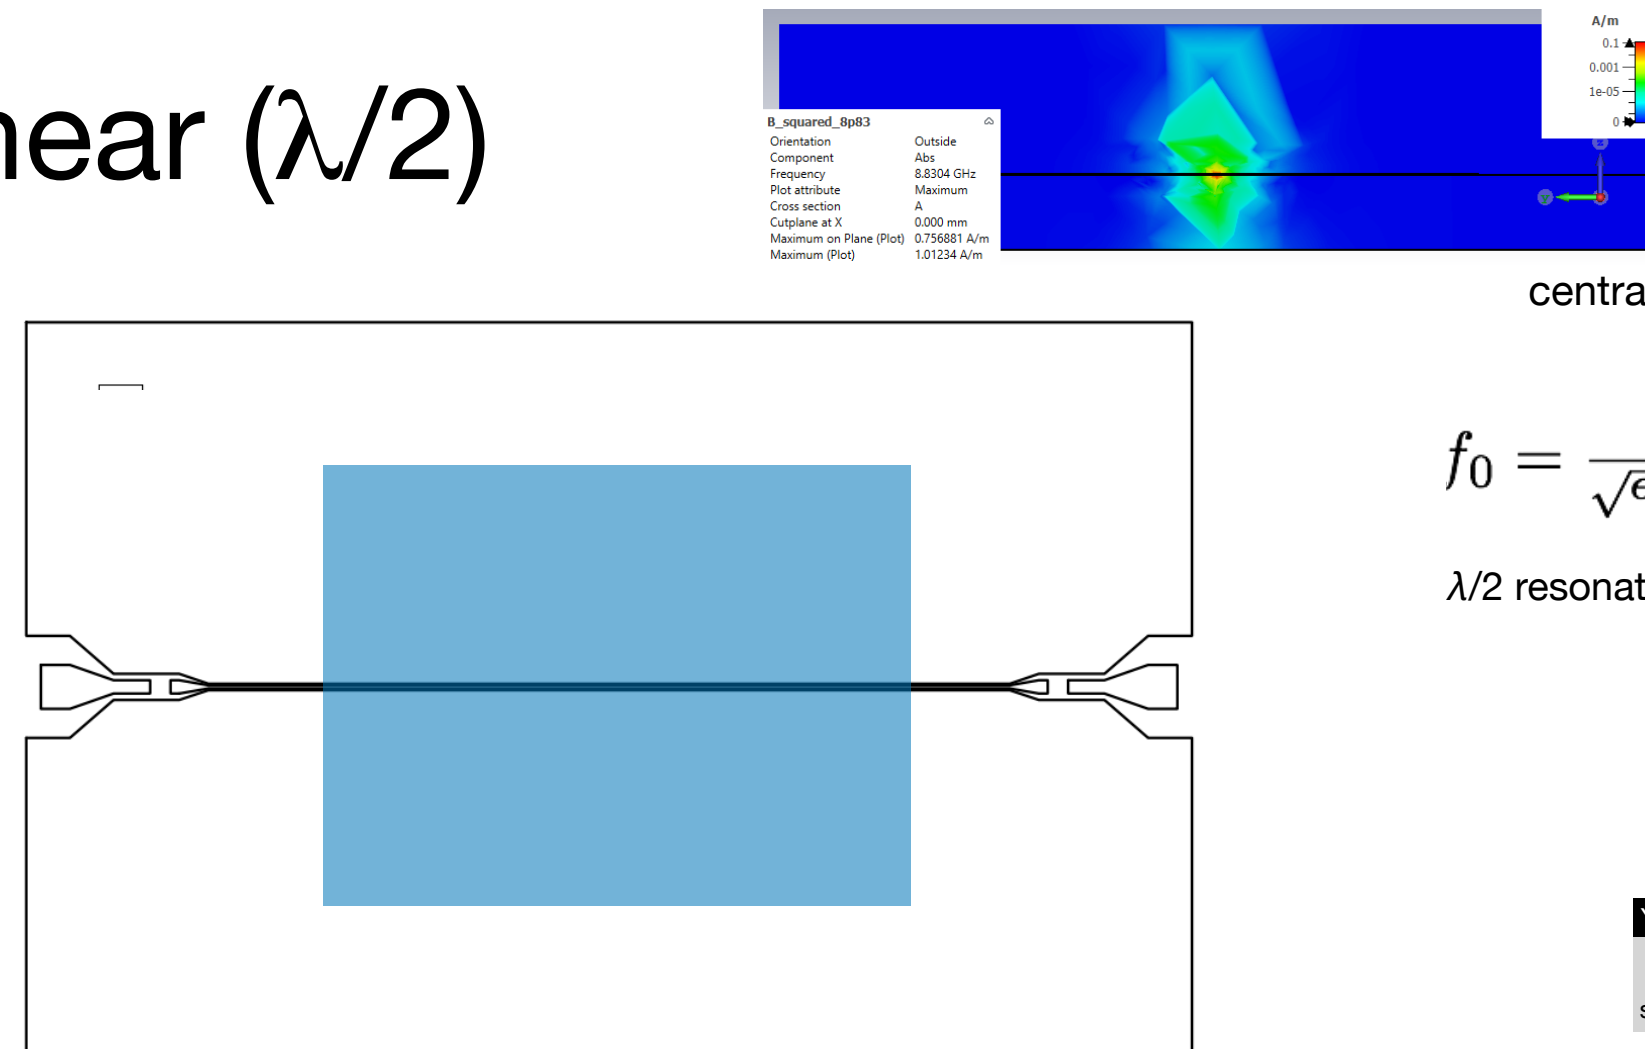 near (λ/2)
A/m
0.1
0.001
1e-05
0
B_squared_8p83
Orientation Outside
Component Abs
Frequency 8.8304 GHz
Plot attribute Maximum
Cross section A
Cutplane at X 0.000 mm
Maximum on Plane (Plot) 0.756881 A/m
Maximum (Plot) 1.01234 A/m
z
centra
f₀ =
√
λ/2 resonat